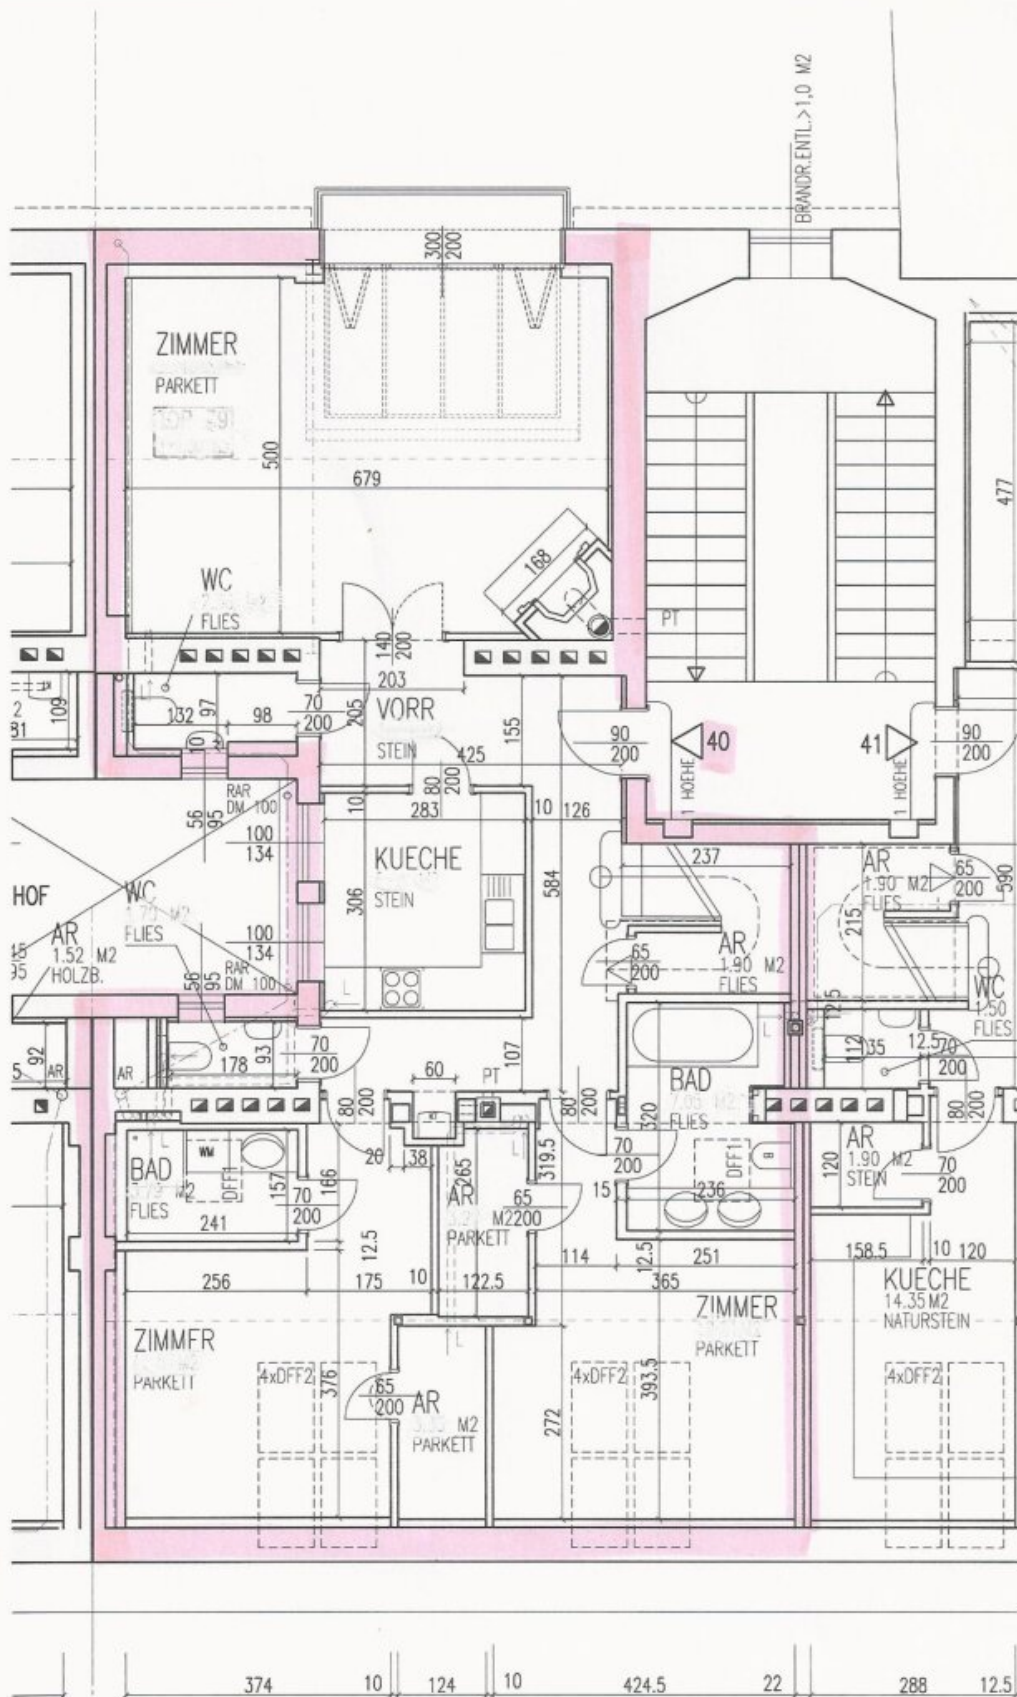 BRANDR.ENTL.>1,0 M2
300
200
ZIMMER
PARKETT
500
679
477
168
WC
FLIES
PT
140
200
203
109
81
132
97
98
70
200
205
VORR
STEIN
155
425
90
200
40
41
90
200
1 HOEHE
1 HOEHE
10
RAR
DM 100
56
95
100
134
10
283
80
200
10
126
KUECHE
STEIN
306
584
237
AR
1.90 M2
FLIES
65
200
590
215
HOF
WC
FLIES
AR
1.52 M2
HOLZB.
95
100
134
56
95
RAR
DM 100
L
65
200
AR
1.90 M2
FLIES
WC
1.50
FLIES
12.5
L
92
AR
AR
178
93
70
200
107
60
PT
80
200
80
200
BAD
FLIES
320
112
35
12.5
70
200
80
200
20
38
265
319.5
BAD
M2
FLIES
WM
DFF1
157
166
241
70
200
AR
M2
PARKETT
65
200
70
200
DFF1
15
236
B
120
AR
1.90 M2
STEIN
70
200
12.5
256
175
10
122.5
114
12.5
251
365
158.5
10
120
ZIMMER
PARKETT
4xDFF2
376
65
200
AR
M2
PARKETT
L
272
4xDFF2
393.5
ZIMMER
PARKETT
KUECHE
14.35 M2
NATURSTEIN
4xDFF2
374
10
124
10
424.5
22
288
12.5